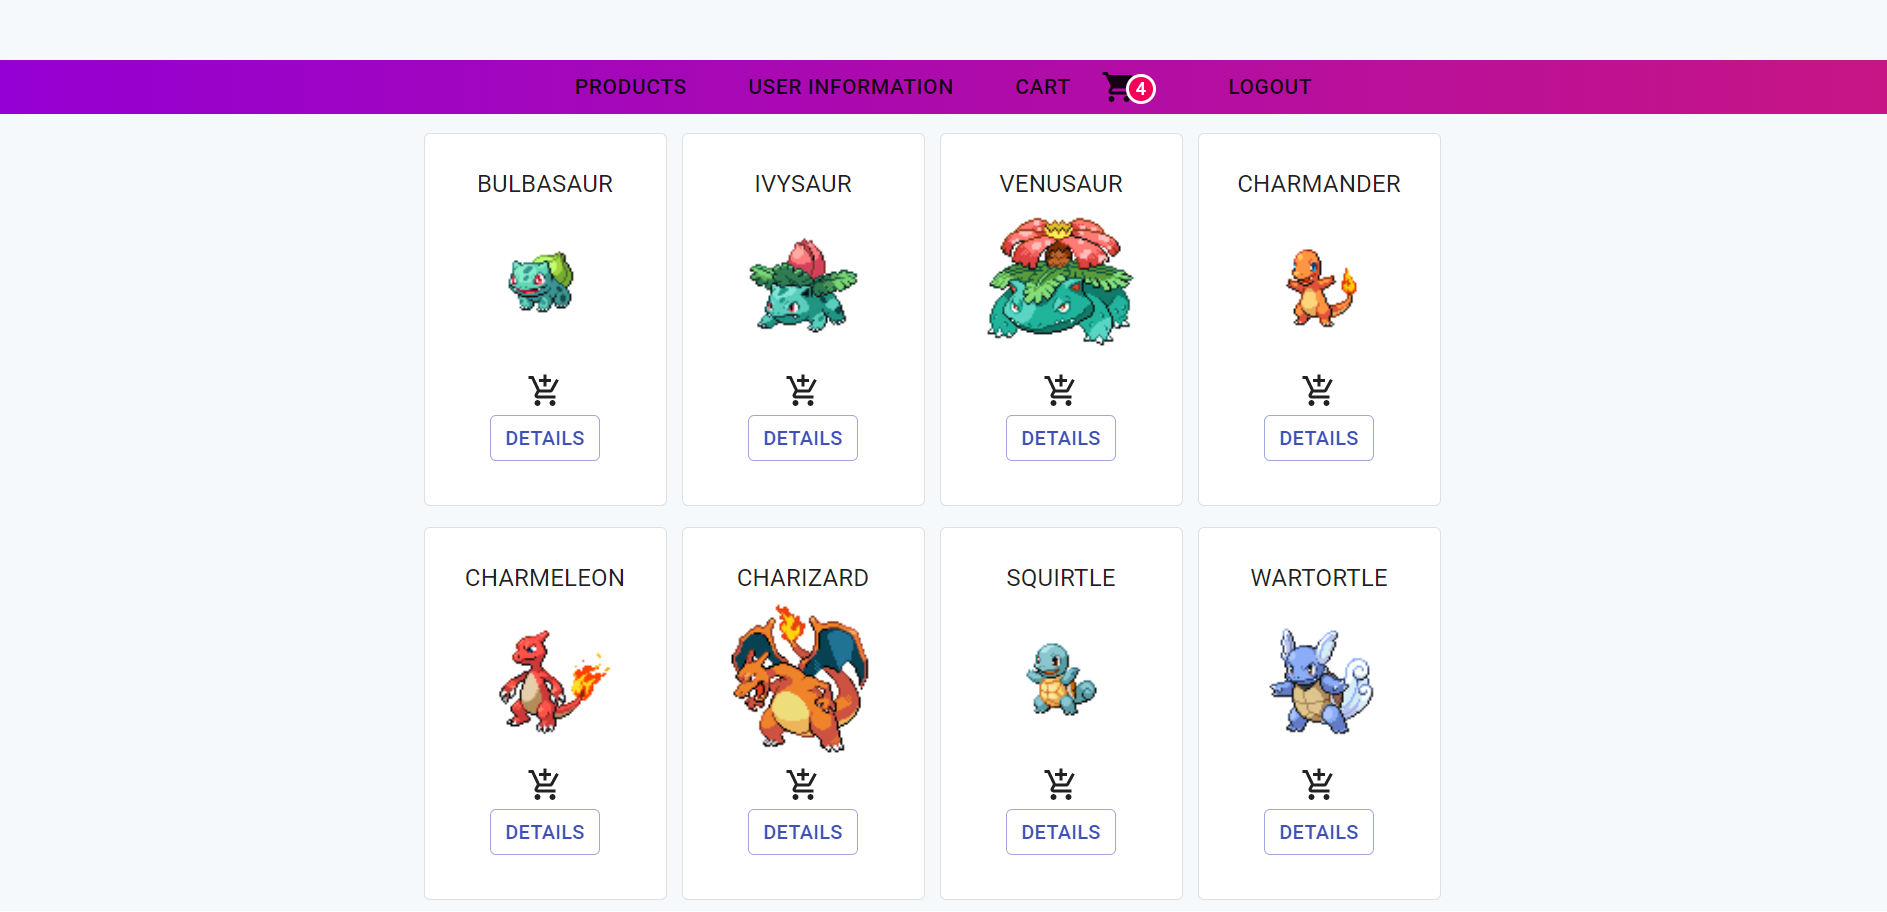 PRODUCTS USER INFORMATION CART 4 LOGOUT
BULBASAUR IVYSAUR VENUSAUR CHARMANDER
DETAILS DETAILS DETAILS DETAILS
CHARMELEON CHARIZARD SQUIRTLE WARTORTLE
DETAILS DETAILS DETAILS DETAILS